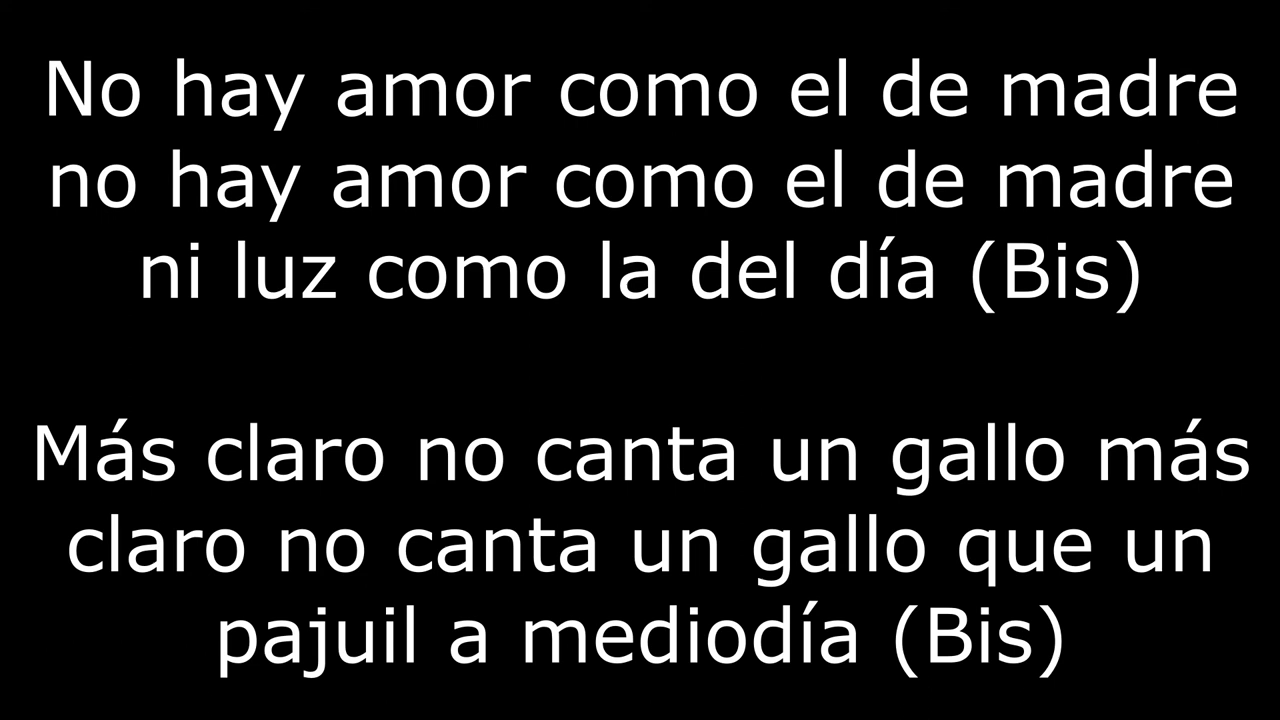 No hay amor como el de madre
no hay amor como el de madre
ni luz como la del día (Bis)
Más claro no canta un gallo más
claro no canta un gallo que un
pajuil a mediodía (Bis)